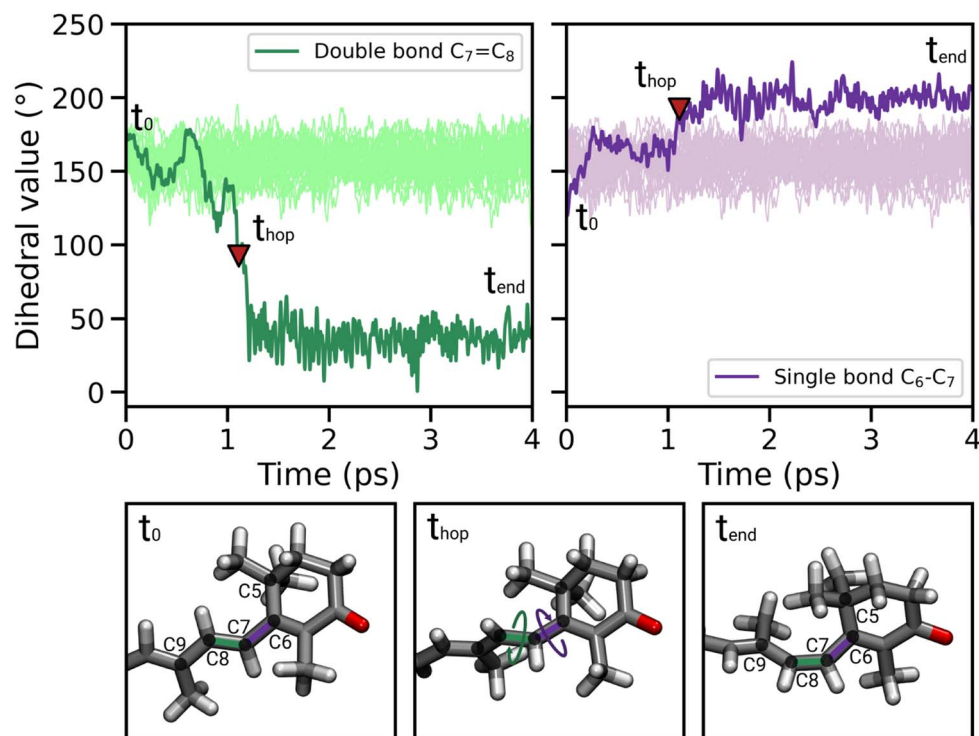 250
200
150
100
50
0
Dihedral value (°)
Double bond C₇=C₈
t₀
t_hop
t_end
0 1 2 3 4
Time (ps)
t_hop
t_end
t₀
Single bond C₆-C₇
0 1 2 3 4
Time (ps)
t₀
C5
C7
C9
C8
C6
t_hop
t_end
C5
C7
C6
C9
C8